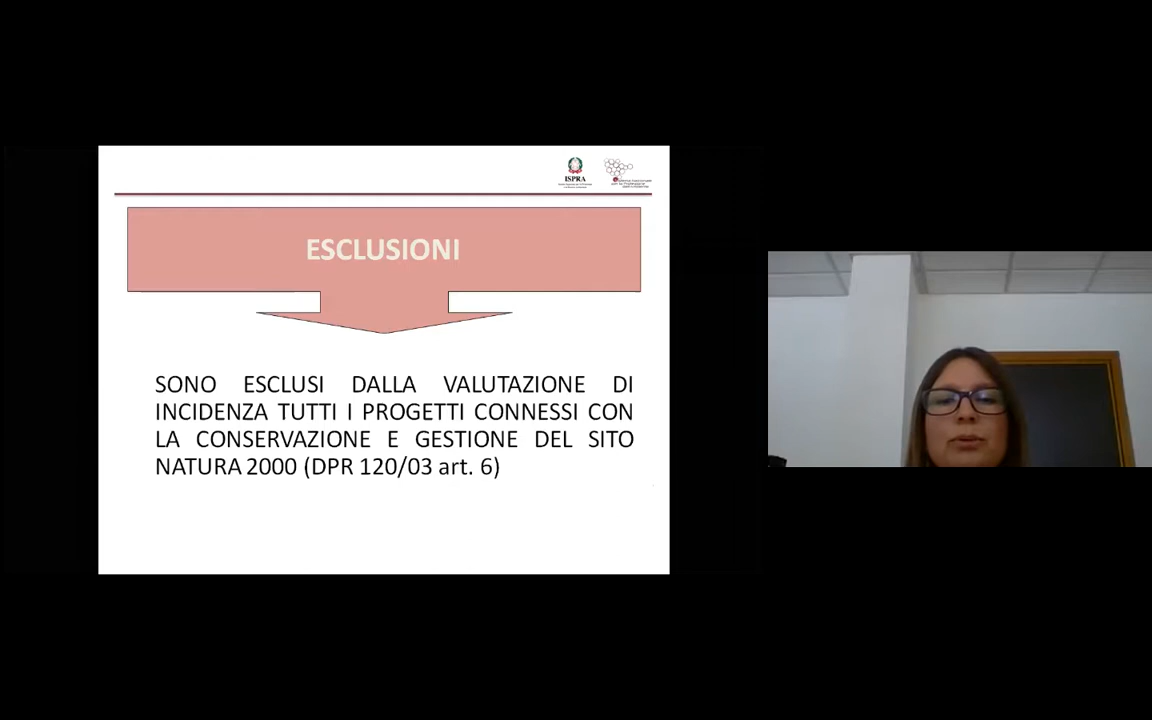 ISPRA
ESCLUSIONI
SONO ESCLUSI DALLA VALUTAZIONE DI
INCIDENZA TUTTI I PROGETTI CONNESSI CON
LA CONSERVAZIONE E GESTIONE DEL SITO
NATURA 2000 (DPR 120/03 art. 6)